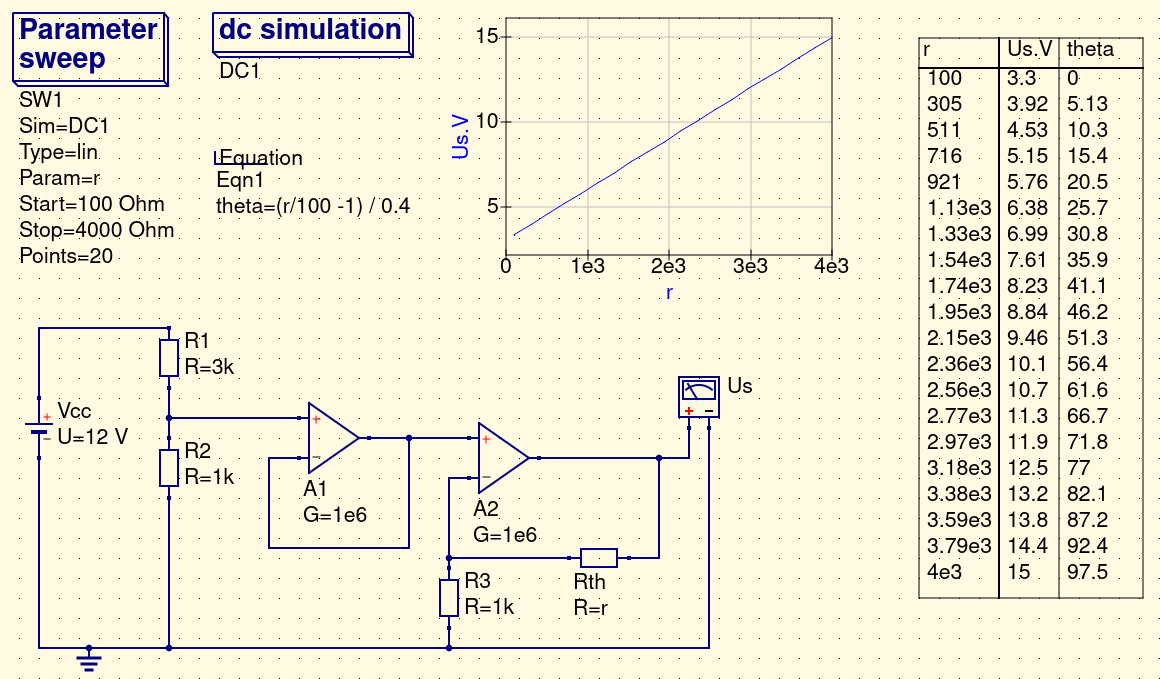 Parameter
sweep
SW1
Sim=DC1
Type=lin
Param=r
Start=100 Ohm
Stop=4000 Ohm
Points=20
dc simulation
DC1
Equation
Eqn1
theta=(r/100 -1) / 0.4
15
10
5
Us.V
0 1e3 2e3 3e3 4e3
r
r Us.V theta
100 3.3 0
305 3.92 5.13
511 4.53 10.3
716 5.15 15.4
921 5.76 20.5
1.13e3 6.38 25.7
1.33e3 6.99 30.8
1.54e3 7.61 35.9
1.74e3 8.23 41.1
1.95e3 8.84 46.2
2.15e3 9.46 51.3
2.36e3 10.1 56.4
2.56e3 10.7 61.6
2.77e3 11.3 66.7
2.97e3 11.9 71.8
3.18e3 12.5 77
3.38e3 13.2 82.1
3.59e3 13.8 87.2
3.79e3 14.4 92.4
4e3 15 97.5
R1
R=3k
Vcc
U=12 V
R2
R=1k
A1
G=1e6
A2
G=1e6
R3
R=1k
Rth
R=r
Us